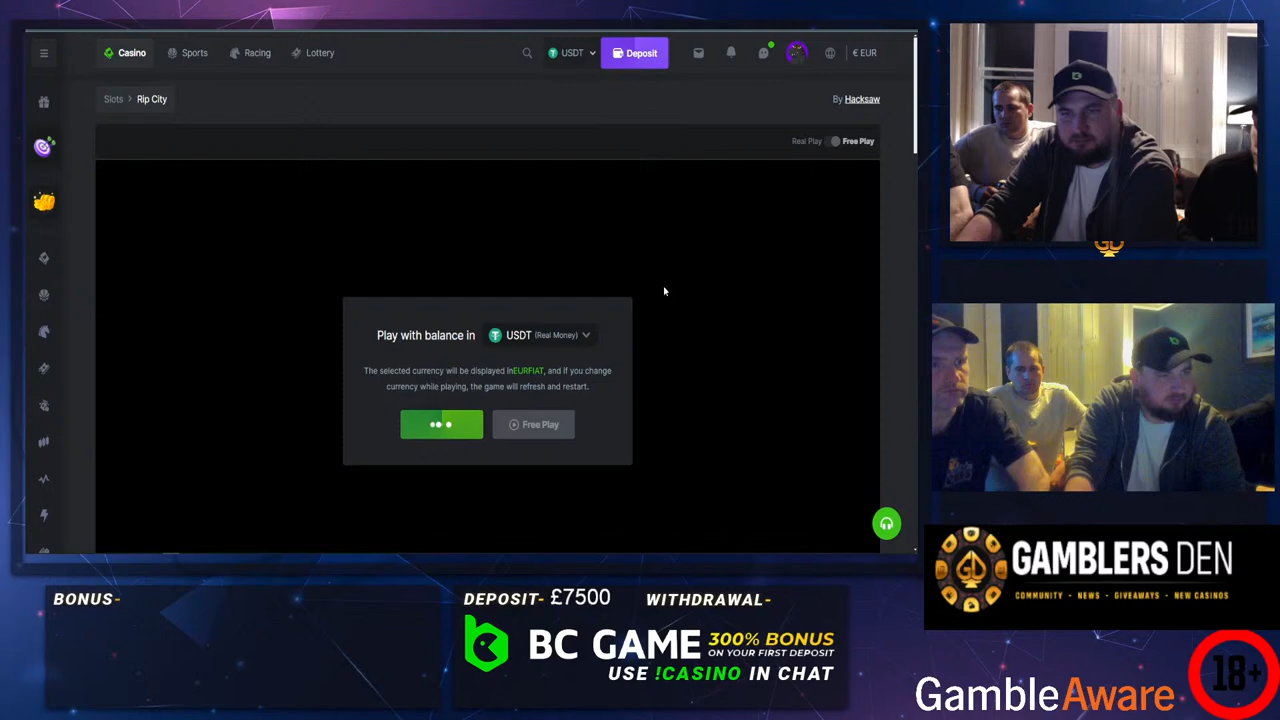 Casino
Sports
Racing
Lottery
USDT
Deposit
€ EUR
Slots > Rip City
By Hacksaw
Real Play
Free Play
Play with balance in
USDT (Real Money)
The selected currency will be displayed inEURFIAT, and if you change
currency while playing, the game will refresh and restart.
Free Play
GD
GD
GAMBLERS DEN
COMMUNITY - NEWS - GIVEAWAYS - NEW CASINOS
BONUS-
DEPOSIT- £7500
WITHDRAWAL-
BC GAME
300% BONUS
ON YOUR FIRST DEPOSIT
USE !CASINO IN CHAT
GambleAware
18+